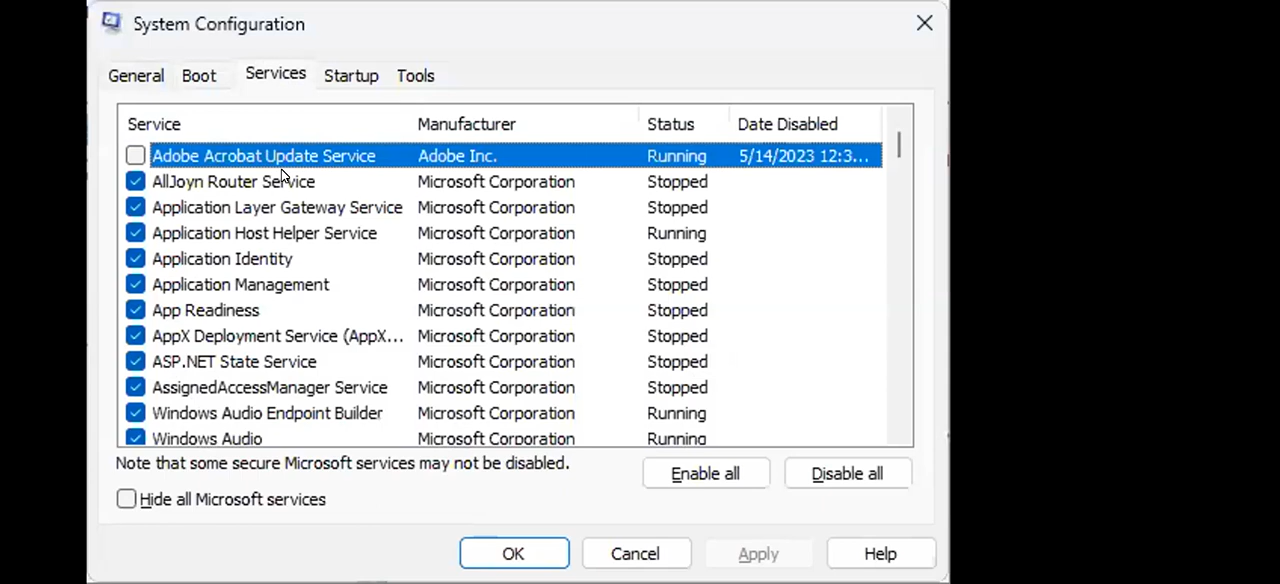 System Configuration
General Boot Services Startup Tools
Service Manufacturer Status Date Disabled
Adobe Acrobat Update Service Adobe Inc. Running 5/14/2023 12:3...
AllJoyn Router Service Microsoft Corporation Stopped
Application Layer Gateway Service Microsoft Corporation Stopped
Application Host Helper Service Microsoft Corporation Running
Application Identity Microsoft Corporation Stopped
Application Management Microsoft Corporation Stopped
App Readiness Microsoft Corporation Stopped
AppX Deployment Service (AppX... Microsoft Corporation Stopped
ASP.NET State Service Microsoft Corporation Stopped
AssignedAccessManager Service Microsoft Corporation Stopped
Windows Audio Endpoint Builder Microsoft Corporation Running
Windows Audio Microsoft Corporation Running
Note that some secure Microsoft services may not be disabled.
Enable all Disable all
Hide all Microsoft services
OK Cancel Apply Help